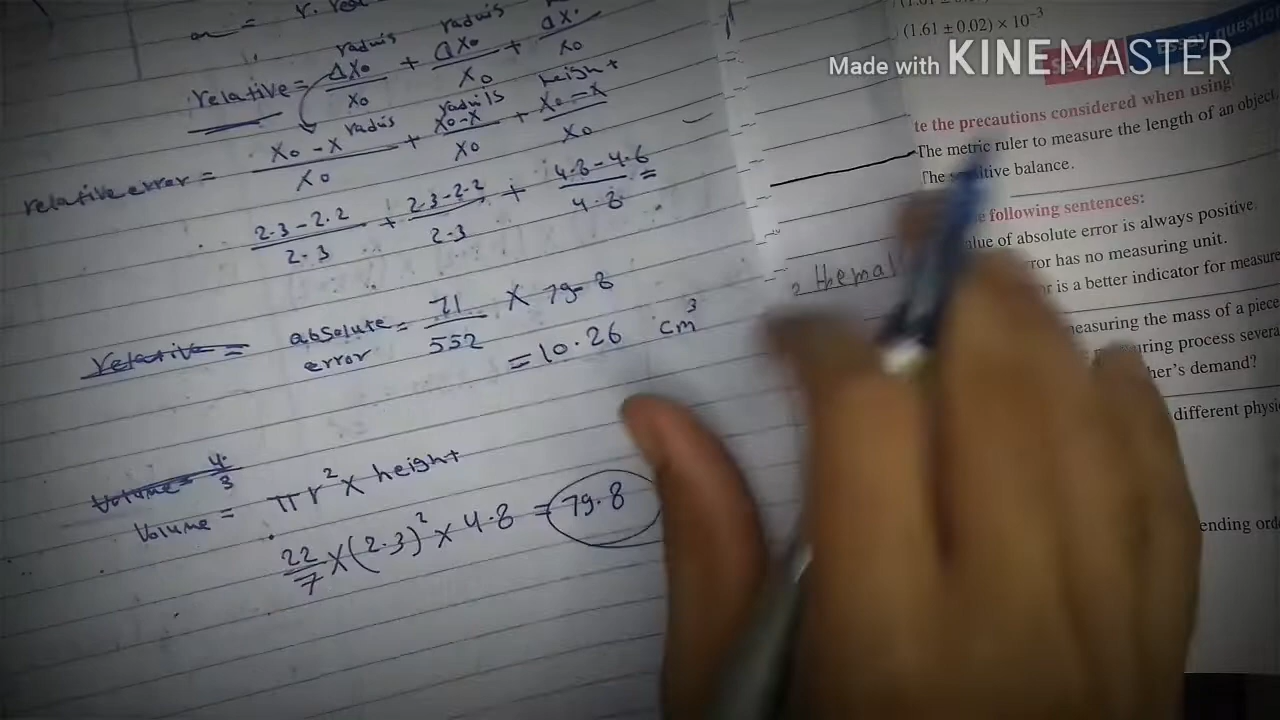 radius radius
relative = ΔX₀/X₀ + ΔX₀/X₀ + ΔX₀/X₀
radius radius height
relative error = X₀-X/X₀ + X₀-X/X₀ + X₀-X/X₀
2.3-2.2/2.3 + 2.3-2.2/2.3 + 4.8-4.6/4.8
Relative = absolute error = 71/552 X 79.8
= 10.26 cm³
Volume = 4/3
Volume = πr² X height
22/7 X (2.3)² X 4.8 = 79.8
(1.61 ± 0.02) × 10⁻³
Made with KINEMASTER
Essay question
te the precautions considered when using:
The metric ruler to measure the length of an object.
The balance.
following sentences:
value of absolute error is always positive.
has no measuring unit.
is a better indicator for measure
measuring the mass of a piece
process severa
demand?
different physi
ending orde